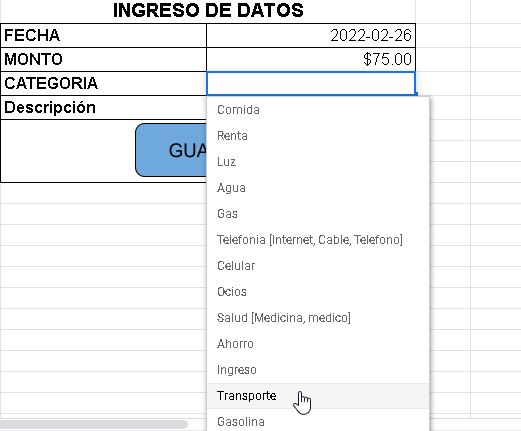 INGRESO DE DATOS
FECHA 2022-02-26
MONTO $75.00
CATEGORIA
Descripción
GUA
Comida
Renta
Luz
Agua
Gas
Telefonia [Internet, Cable, Telefono]
Celular
Ocios
Salud [Medicina, medico]
Ahorro
Ingreso
Transporte
Gasolina